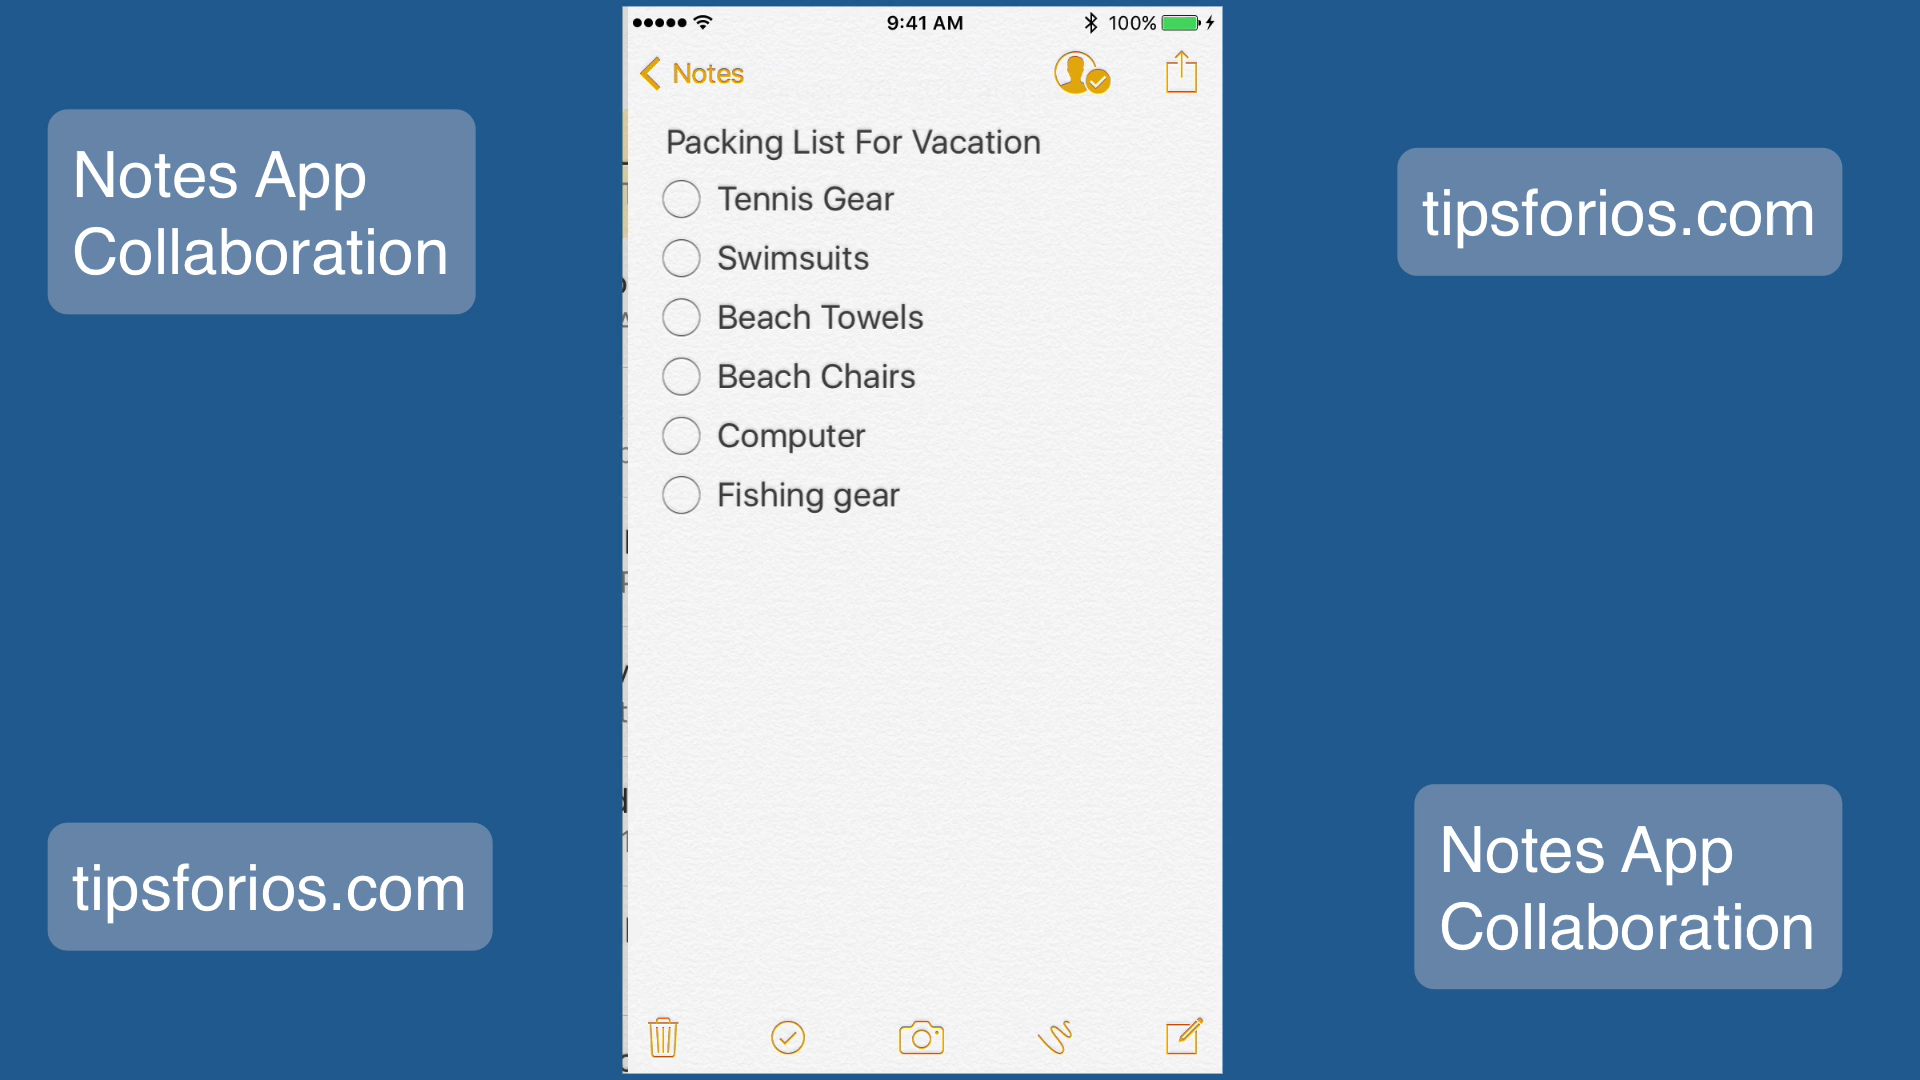 9:41 AM
100%
Notes
Notes App
Collaboration
tipsforios.com
Packing List For Vacation
Tennis Gear
Swimsuits
Beach Towels
Beach Chairs
Computer
Fishing gear
tipsforios.com
Notes App
Collaboration